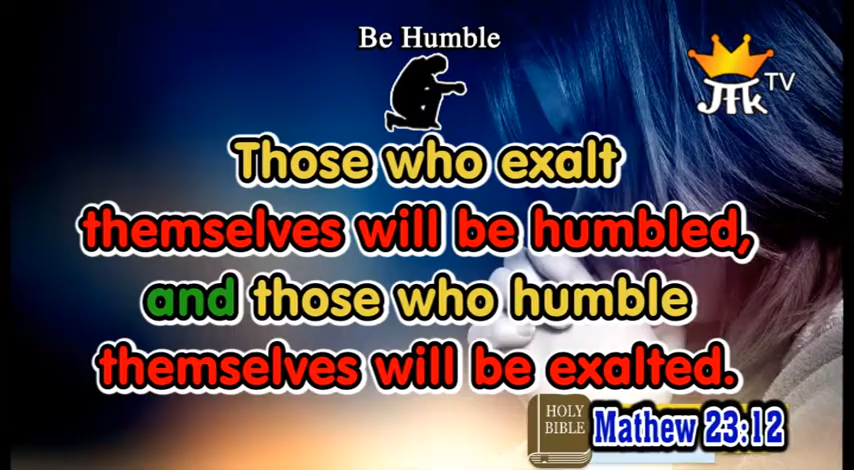 Be Humble
JTK TV
Those who exalt
themselves will be humbled,
and those who humble
themselves will be exalted.
HOLY
BIBLE
Mathew 23:12